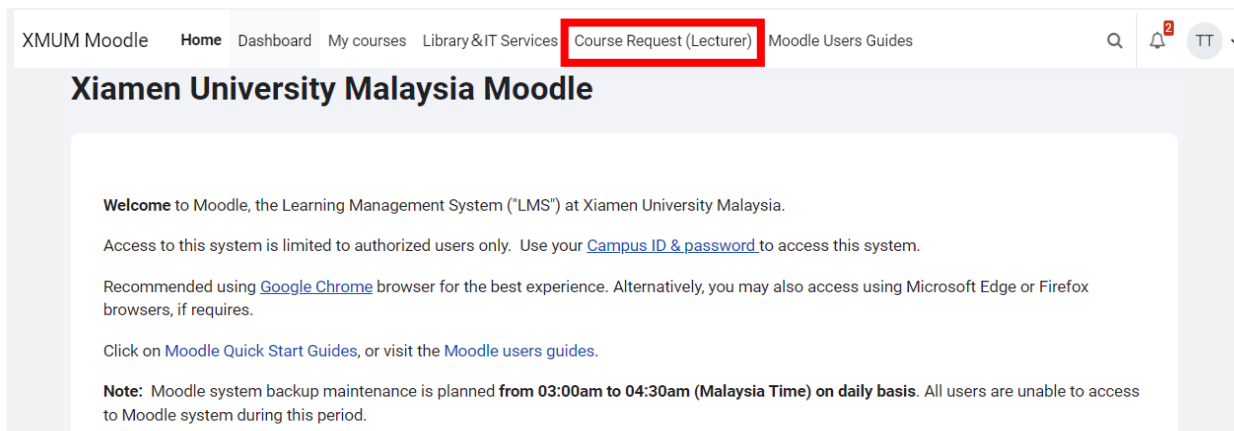 XMUM Moodle Home Dashboard My courses Library&IT Services Course Request (Lecturer) Moodle Users Guides 2 TT
Xiamen University Malaysia Moodle
Welcome to Moodle, the Learning Management System ("LMS") at Xiamen University Malaysia.
Access to this system is limited to authorized users only. Use your Campus ID & password to access this system.
Recommended using Google Chrome browser for the best experience. Alternatively, you may also access using Microsoft Edge or Firefox
browsers, if requires.
Click on Moodle Quick Start Guides, or visit the Moodle users guides.
Note: Moodle system backup maintenance is planned from 03:00am to 04:30am (Malaysia Time) on daily basis. All users are unable to access
to Moodle system during this period.